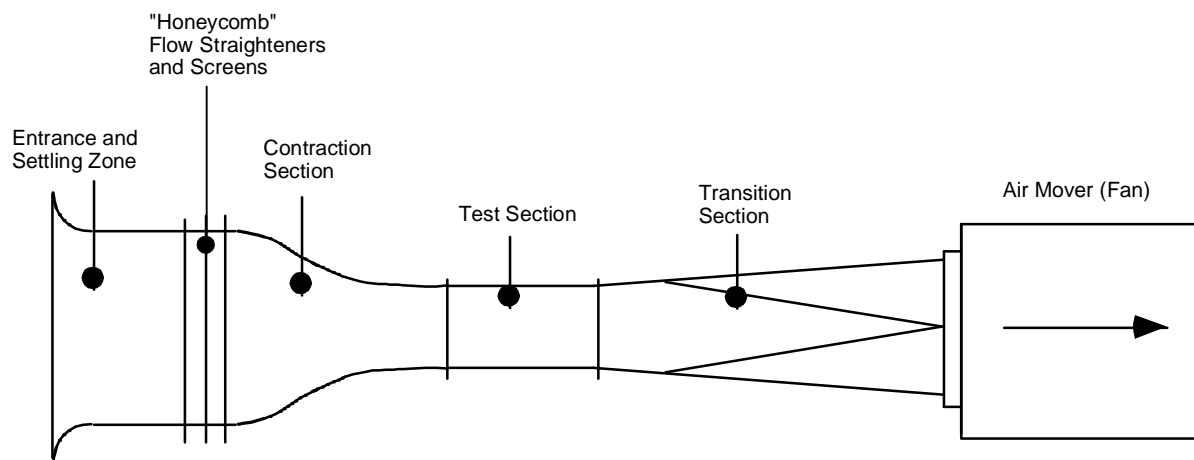 "Honeycomb"
Flow Straighteners
and Screens
Entrance and
Settling Zone
Contraction
Section
Test Section
Transition
Section
Air Mover (Fan)